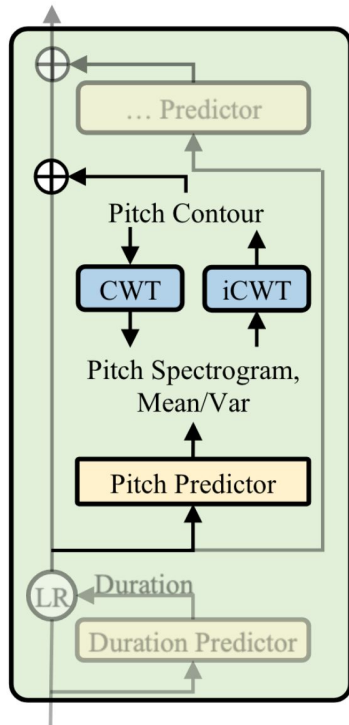 … Predictor
Pitch Contour
CWT
iCWT
Pitch Spectrogram,
Mean/Var
Pitch Predictor
LR
Duration
Duration Predictor